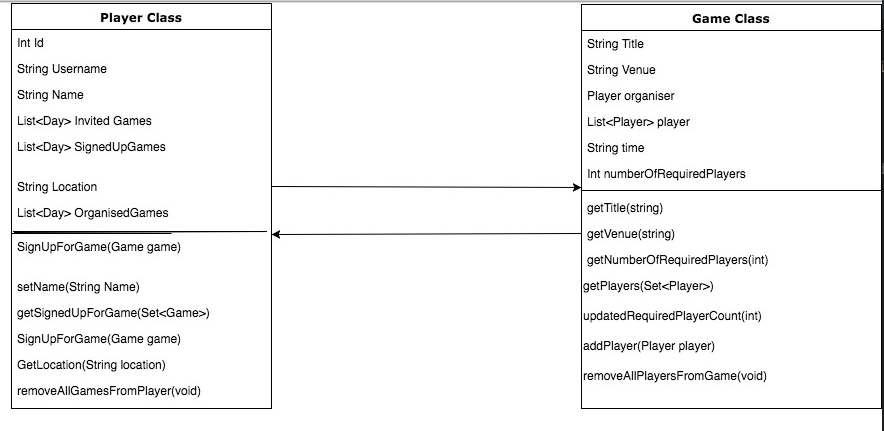 Player Class
Int Id
String Username
String Name
List<Day> Invited Games
List<Day> SignedUpGames
String Location
List<Day> OrganisedGames
SignUpForGame(Game game)
setName(String Name)
getSignedUpForGame(Set<Game>)
SignUpForGame(Game game)
GetLocation(String location)
removeAllGamesFromPlayer(void)
Game Class
String Title
String Venue
Player organiser
List<Player> player
String time
Int numberOfRequiredPlayers
getTitle(string)
getVenue(string)
getNumberOfRequiredPlayers(int)
getPlayers(Set<Player>)
updatedRequiredPlayerCount(int)
addPlayer(Player player)
removeAllPlayersFromGame(void)